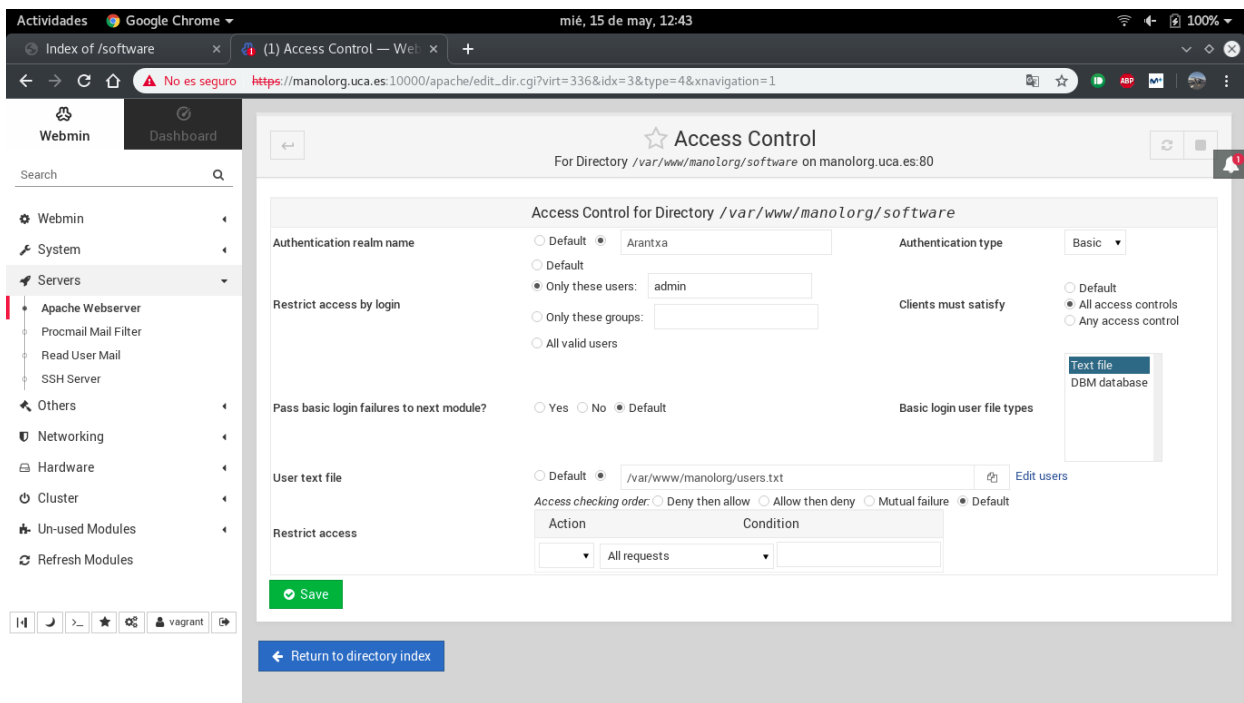 Actividades Google Chrome mié, 15 de may, 12:43 100%
Index of /software (1) Access Control — Web
No es seguro https://manolorg.uca.es:10000/apache/edit_dir.cgi?virt=336&idx=3&type=4&xnavigation=1 ABP M+
Webmin Dashboard
Search
Webmin
System
Servers
Apache Webserver
Procmail Mail Filter
Read User Mail
SSH Server
Others
Networking
Hardware
Cluster
Un-used Modules
Refresh Modules
vagrant
Access Control
For Directory /var/www/manolorg/software on manolorg.uca.es:80
1
Access Control for Directory /var/www/manolorg/software
Authentication realm name Default Arantxa Authentication type Basic
Restrict access by login
Default
Only these users: admin
Only these groups:
All valid users
Clients must satisfy
Default
All access controls
Any access control
Pass basic login failures to next module? Yes No Default
Basic login user file types
Text file
DBM database
User text file Default /var/www/manolorg/users.txt Edit users
Restrict access
Access checking order: Deny then allow Allow then deny Mutual failure Default
Action Condition
All requests
Save
Return to directory index